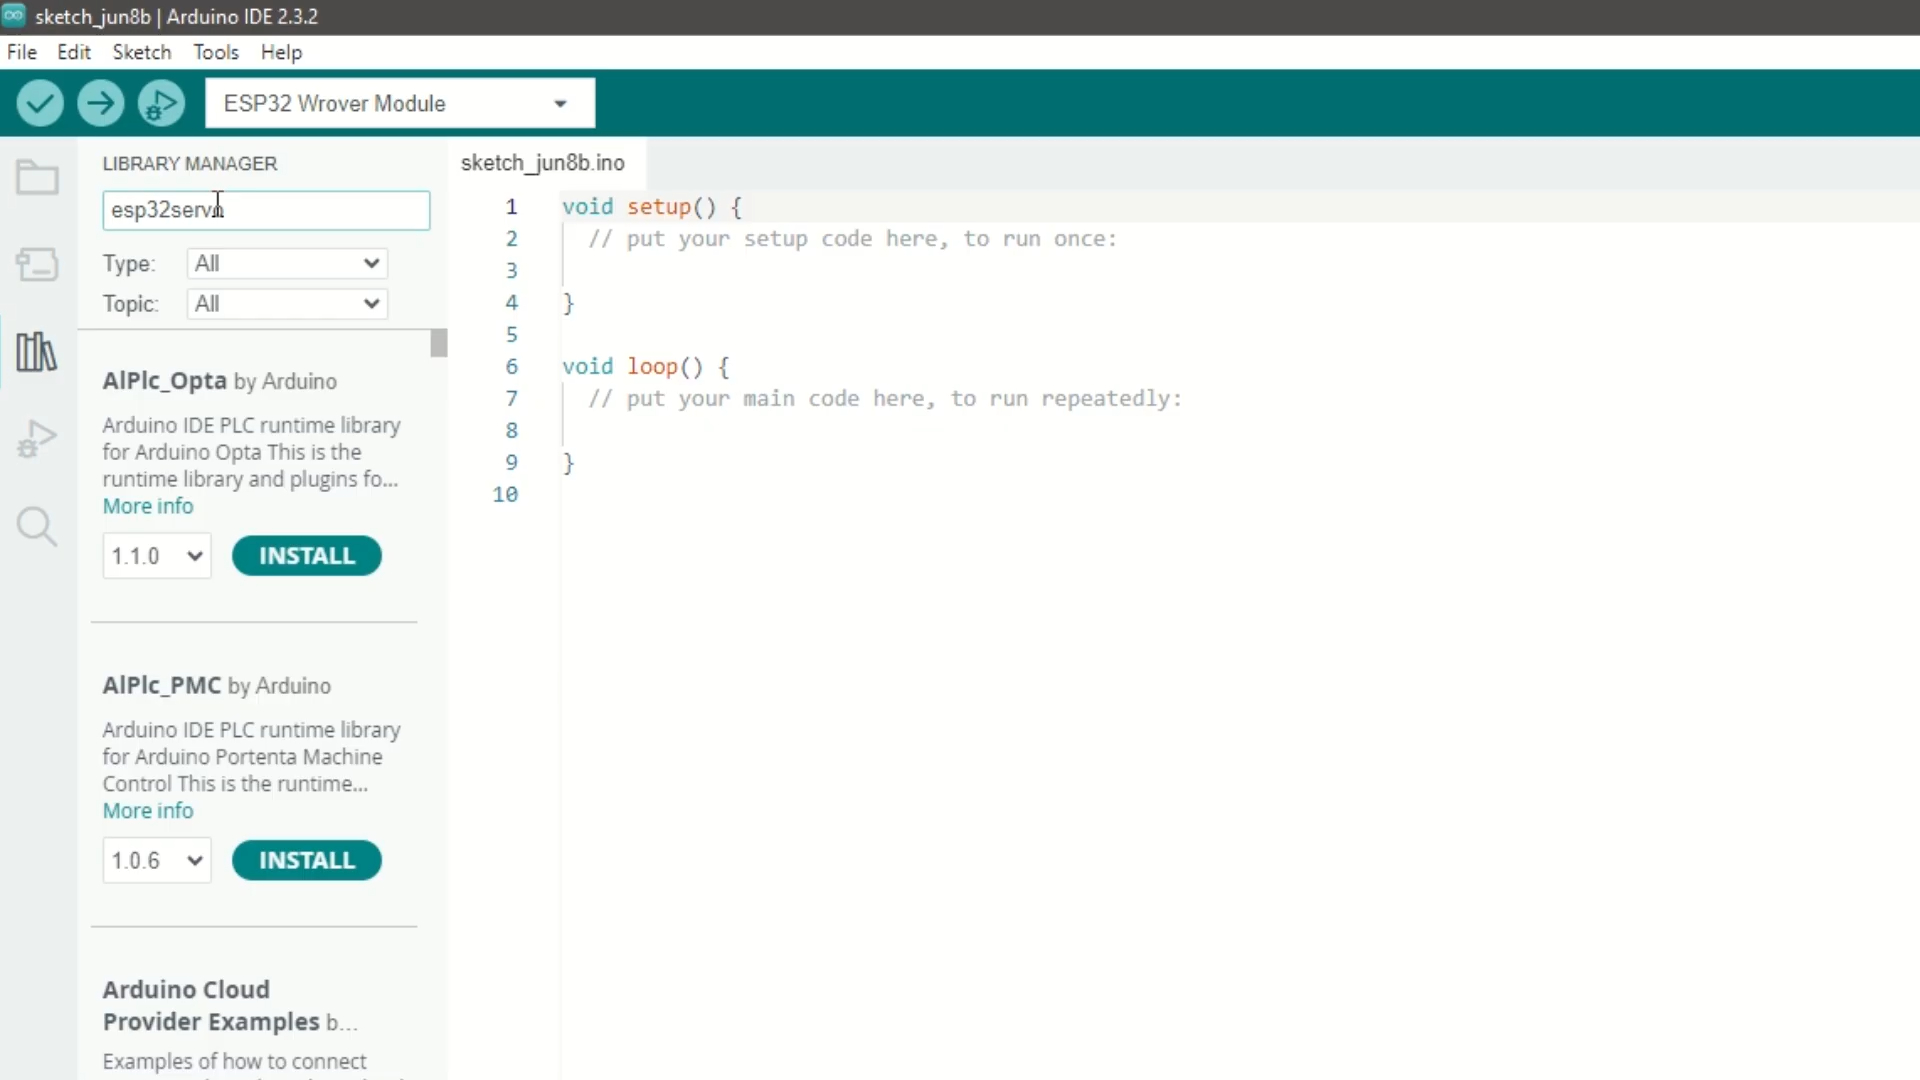 sketch_jun8b | Arduino IDE 2.3.2
File Edit Sketch Tools Help
ESP32 Wrover Module
LIBRARY MANAGER
esp32servo
Type: All
Topic: All
AlPlc_Opta by Arduino
Arduino IDE PLC runtime library
for Arduino Opta This is the
runtime library and plugins fo...
More info
1.1.0 INSTALL
AlPlc_PMC by Arduino
Arduino IDE PLC runtime library
for Arduino Portenta Machine
Control This is the runtime...
More info
1.0.6 INSTALL
Arduino Cloud
Provider Examples b...
Examples of how to connect
sketch_jun8b.ino
1 void setup() {
2 // put your setup code here, to run once:
3
4 }
5
6 void loop() {
7 // put your main code here, to run repeatedly:
8
9 }
10